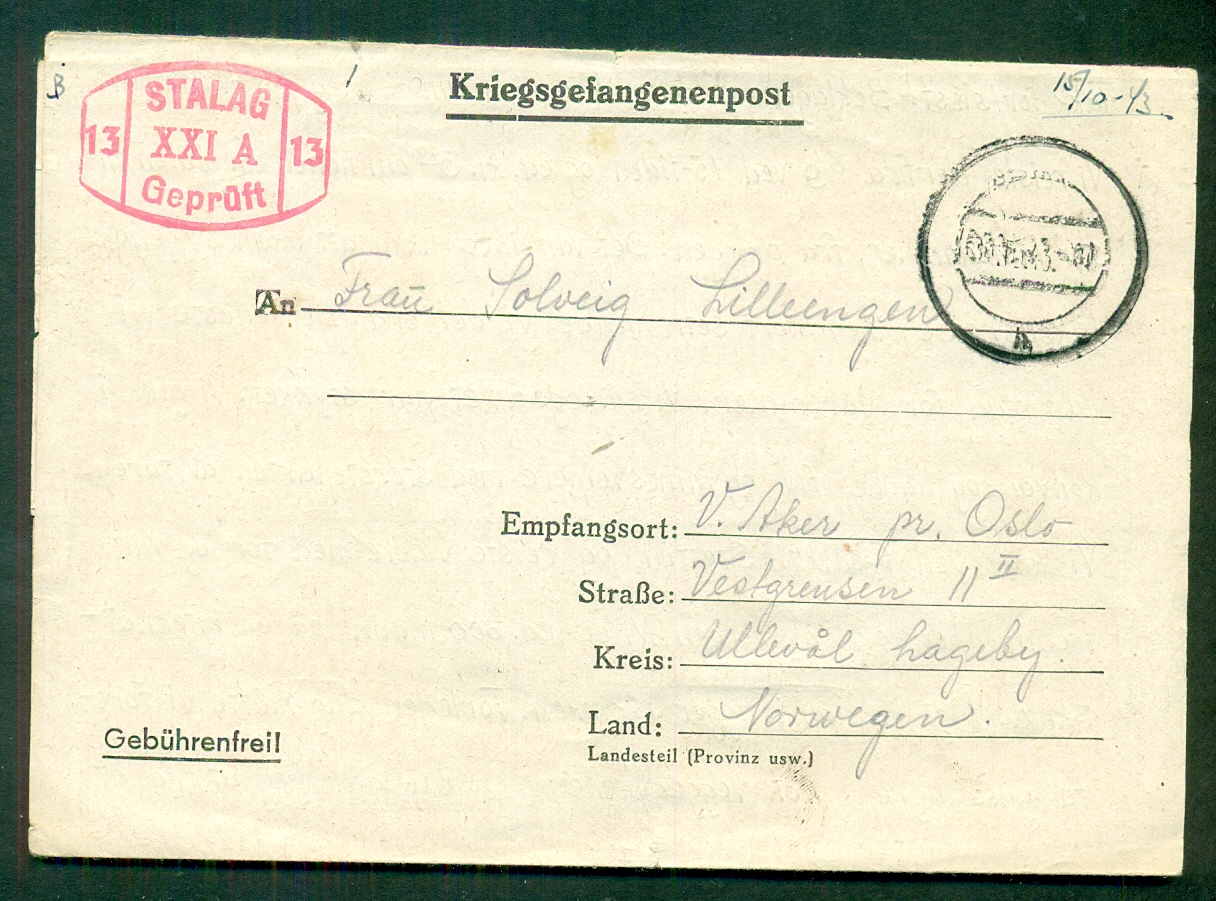 B
STALAG
13 XXI A 13
Geprüft
Kriegsgefangenenpost
15/10-43.
An Frau Solveig Lilleengen
Empfangsort: V. Aker pr. Oslo
Straße: Vestgrensen 11 II
Kreis: Ullevål hageby.
Land: Norwegen.
Landesteil (Provinz usw.)
Gebührenfrei!